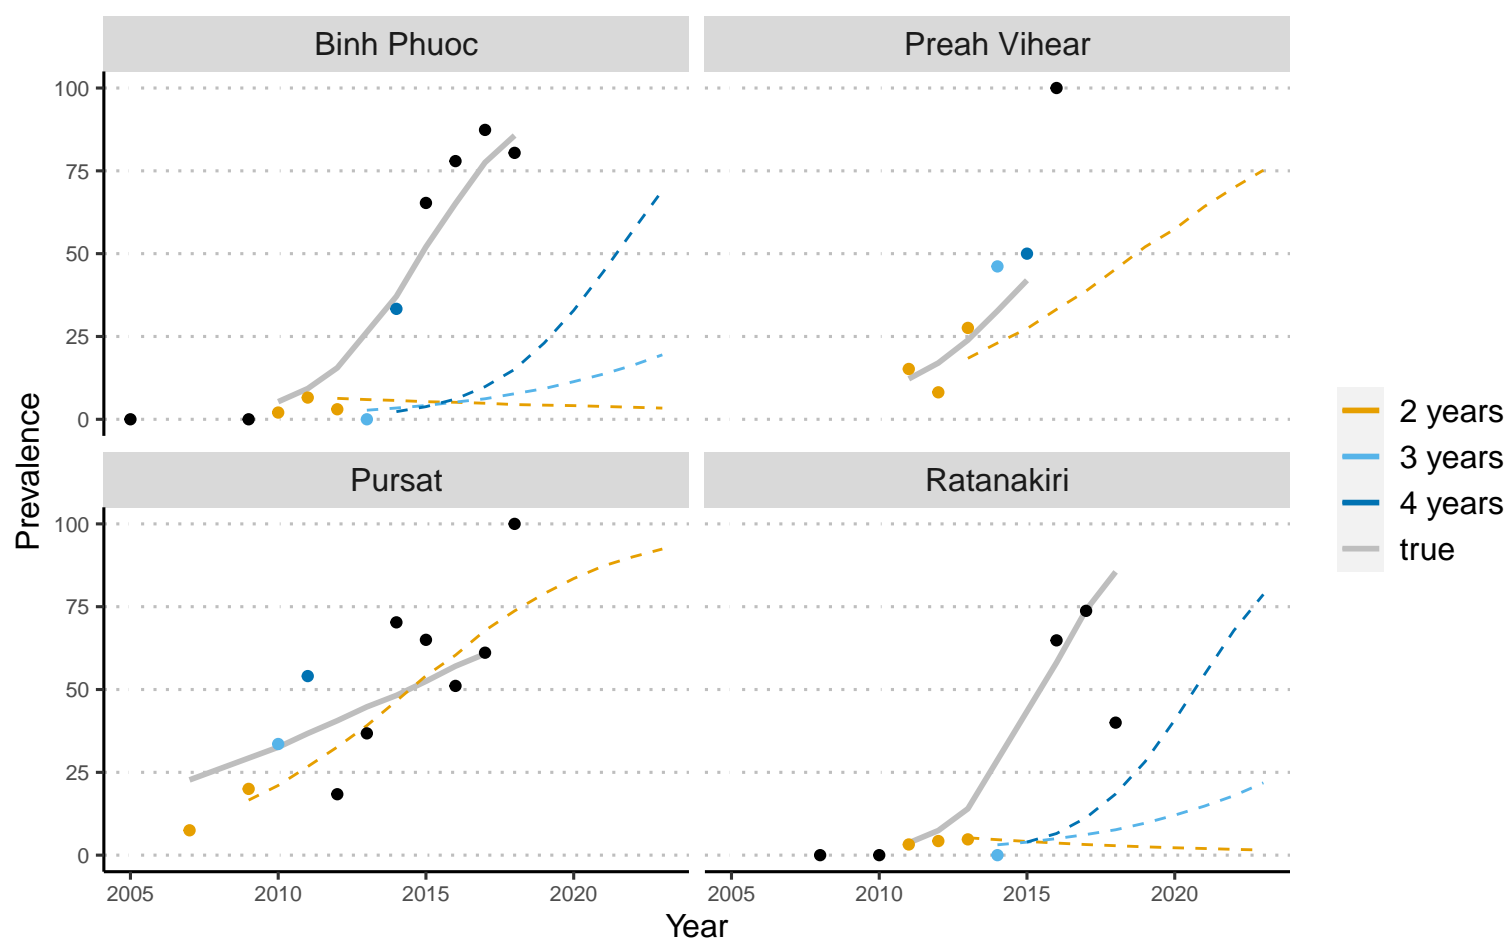 Binh Phuoc
Preah Vihear
100
75
50
25
0
Prevalence
Pursat
Ratanakiri
100
75
50
25
0
2005 2010 2015 2020
2005 2010 2015 2020
Year
2 years
3 years
4 years
true